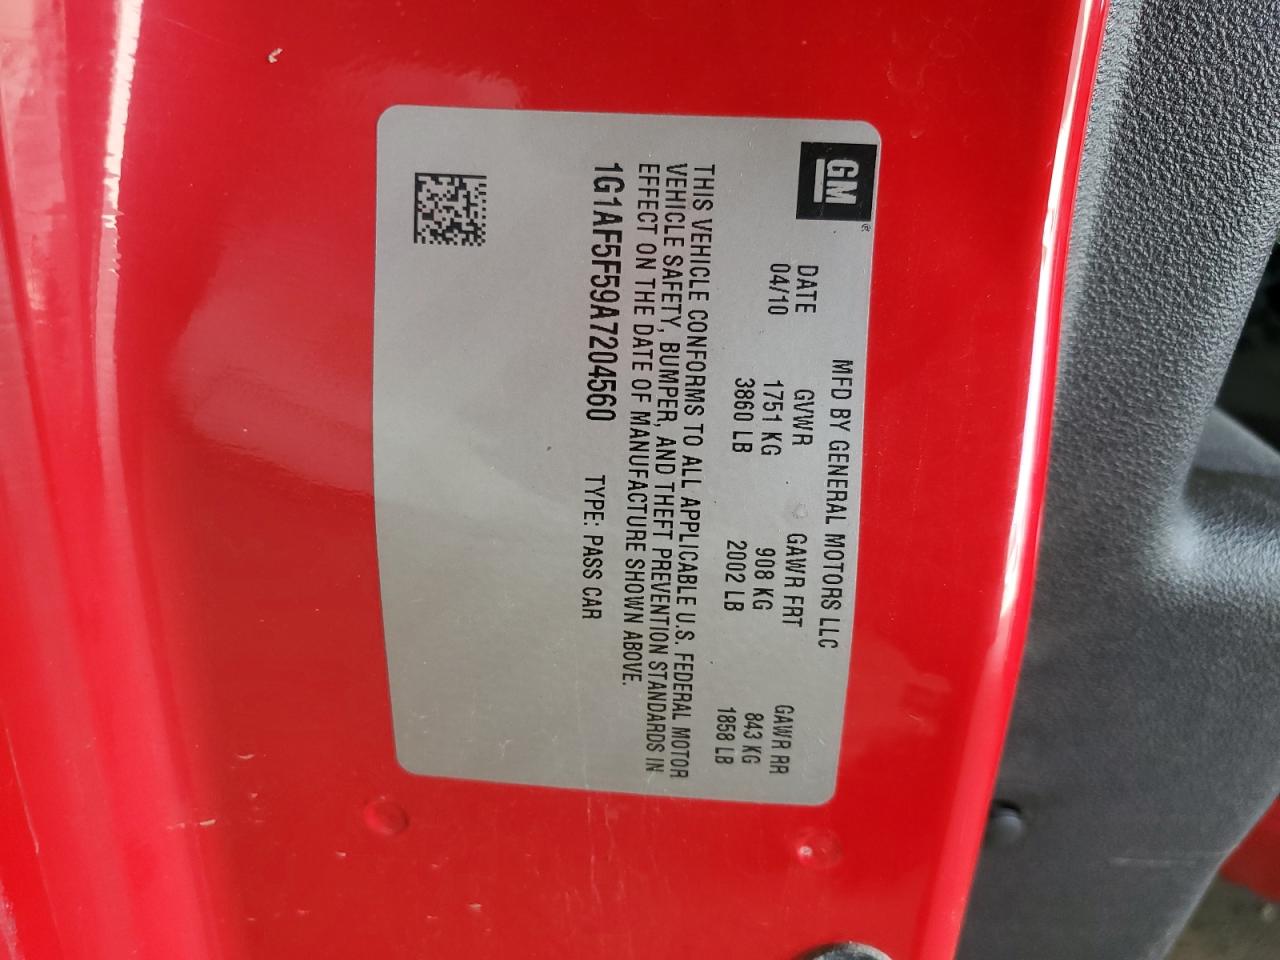 GM®
MFD BY GENERAL MOTORS LLC
DATE GVWR GAWR FRT GAWR RR
04/10 1751 KG 908 KG 843 KG
3860 LB 2002 LB 1858 LB
THIS VEHICLE CONFORMS TO ALL APPLICABLE U.S. FEDERAL MOTOR
VEHICLE SAFETY, BUMPER, AND THEFT PREVENTION STANDARDS IN
EFFECT ON THE DATE OF MANUFACTURE SHOWN ABOVE.
1G1AF5F59A7204560 TYPE: PASS CAR